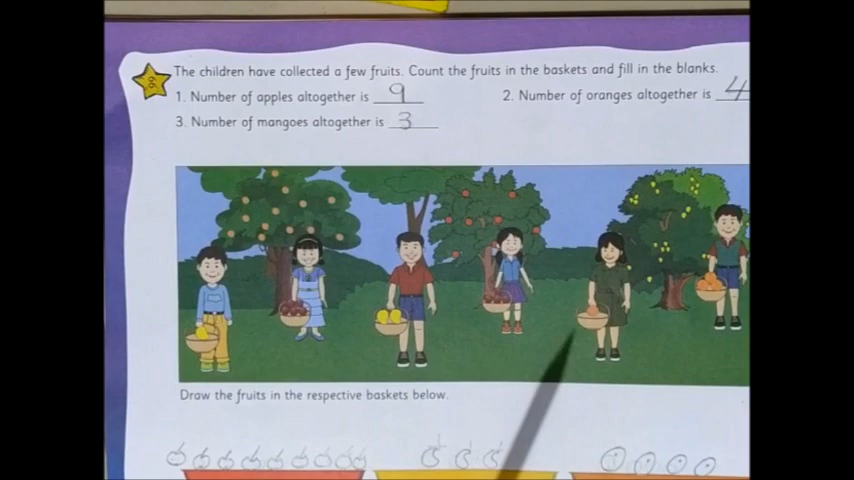 The children have collected a few fruits. Count the fruits in the baskets and fill in the blanks.
1. Number of apples altogether is 9
2. Number of oranges altogether is 4
3. Number of mangoes altogether is 3
Draw the fruits in the respective baskets below.